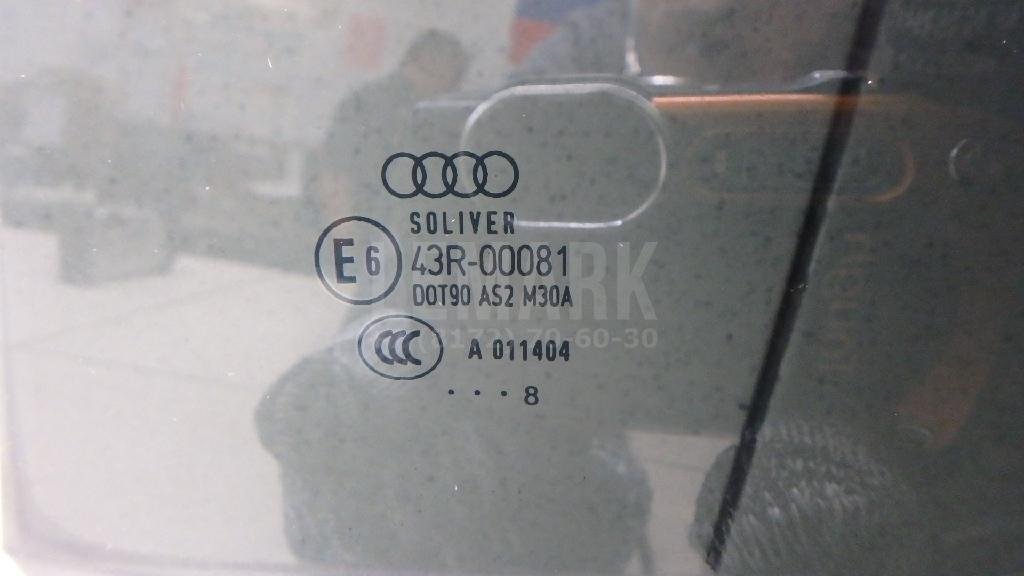 SOLIVER
E6 43R-00081
DOT90 AS2 M30A
CCC A 011404
. . . 8